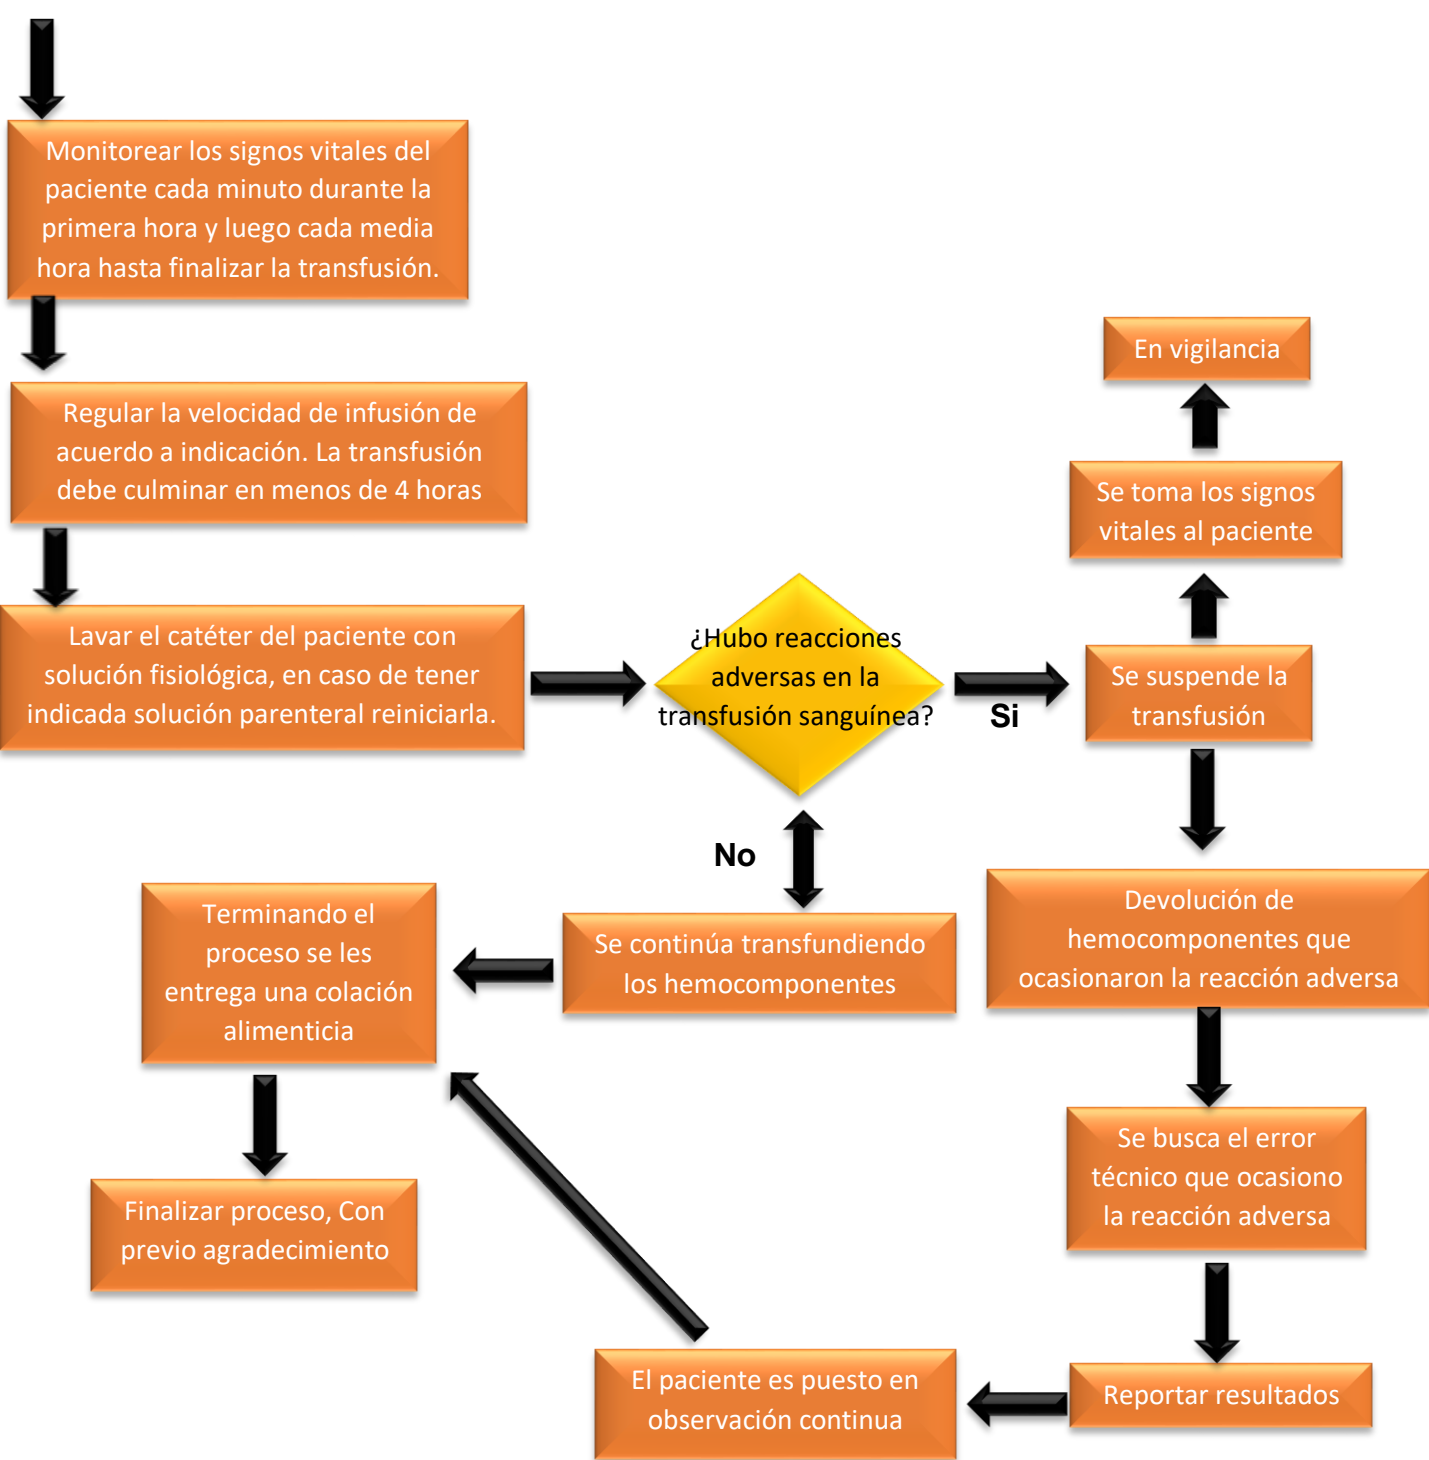 Monitorear los signos vitales del
paciente cada minuto durante la
primera hora y luego cada media
hora hasta finalizar la transfusión.
Regular la velocidad de infusión de
acuerdo a indicación. La transfusión
debe culminar en menos de 4 horas
Lavar el catéter del paciente con
solución fisiológica, en caso de tener
indicada solución parenteral reiniciarla.
¿Hubo reacciones
adversas en la
transfusión sanguínea?
Si
Se suspende la
transfusión
Se toma los signos
vitales al paciente
En vigilancia
Devolución de
hemocomponentes que
ocasionaron la reacción adversa
Se busca el error
técnico que ocasiono
la reacción adversa
Reportar resultados
El paciente es puesto en
observación continua
No
Se continúa transfundiendo
los hemocomponentes
Terminando el
proceso se les
entrega una colación
alimenticia
Finalizar proceso, Con
previo agradecimiento